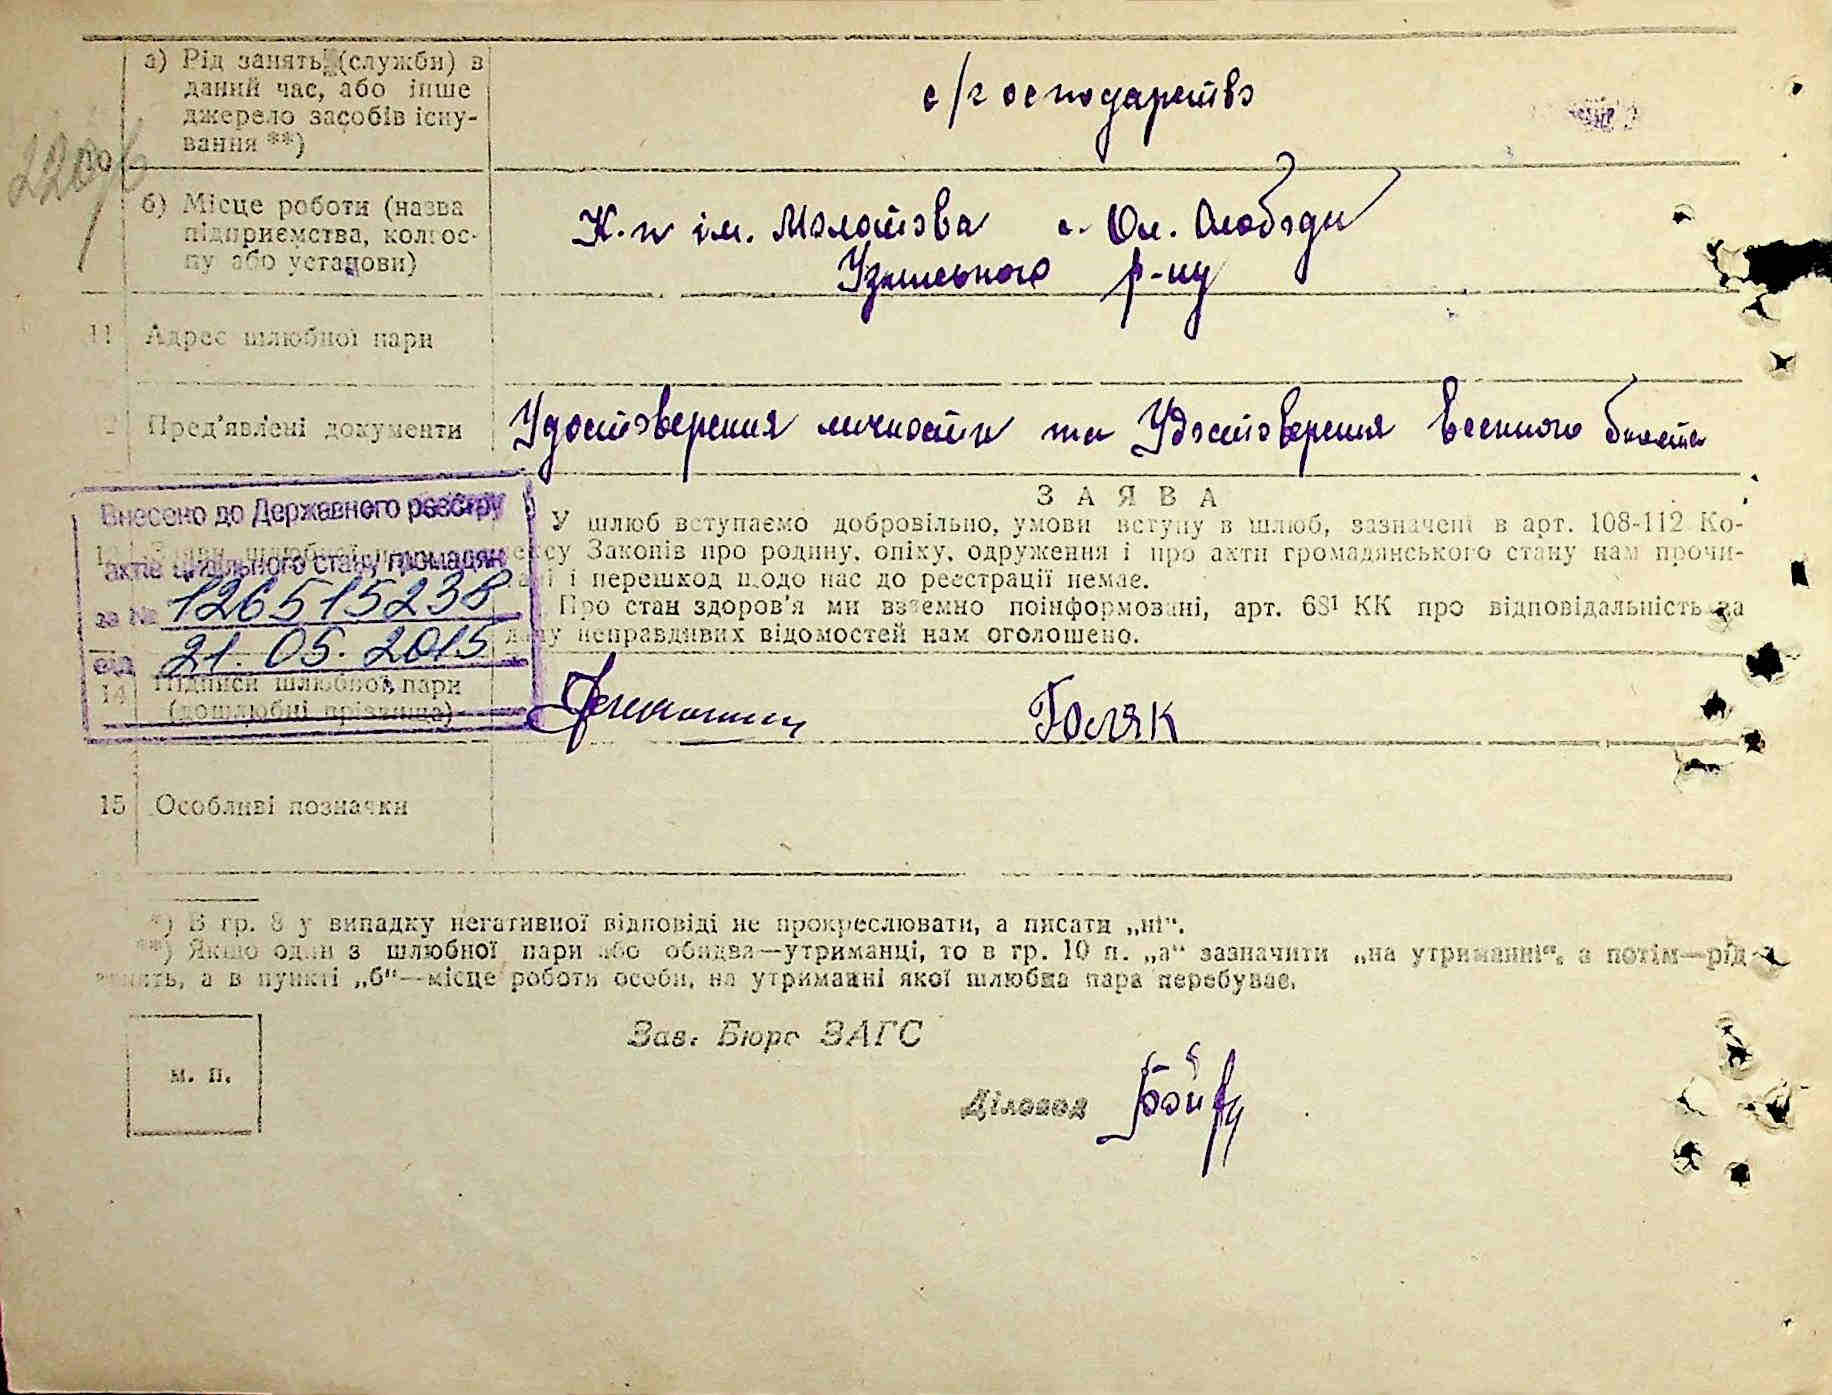 а) Рід занять (служби) в
даний час, або інше
джерело засобів існу-
вання **)
с/господарство
б) Місце роботи (назва
підприємства, колгос-
пу або установи)
К-п ім. Молотова с. Ол. Слободи
р-ну
11 Адрес шлюбної пари
Пред'явлені документи
Удостоверения личности та Удостоверения военного билета
Внесено до Державного реєстру
актів цивільного стану громадян
за № 126515238
від 21. 05. 2015
З А Я В А
У шлюб вступаємо добровільно, умови вступу в шлюб, зазначені в арт. 108-112 Ко-
ексу Законів про родину, опіку, одруження і про акти громадянського стану нам прочи-
і перешкод щодо нас до реєстрації немає.
Про стан здоров'я ми взаємно поінформовані, арт. 68¹ КК про відповідальність за
дачу неправдивих відомостей нам оголошено.
14 Підписи шлюбної пари
(дошлюбні прізвища)
Гольяк
15 Особливі позначки
*) В гр. 8 у випадку негативної відповіді не прокреслювати, а писати „ні“.
**) Якщо один з шлюбної пари або обидва—утриманці, то в гр. 10 п. „а“ зазначити „на утриманні“, а потім—рід
занять, а в пункті „б“—місце роботи особи, на утриманні якої шлюбна пара перебуває.
Зав. Бюро ЗАГС
м. п.
Діловод